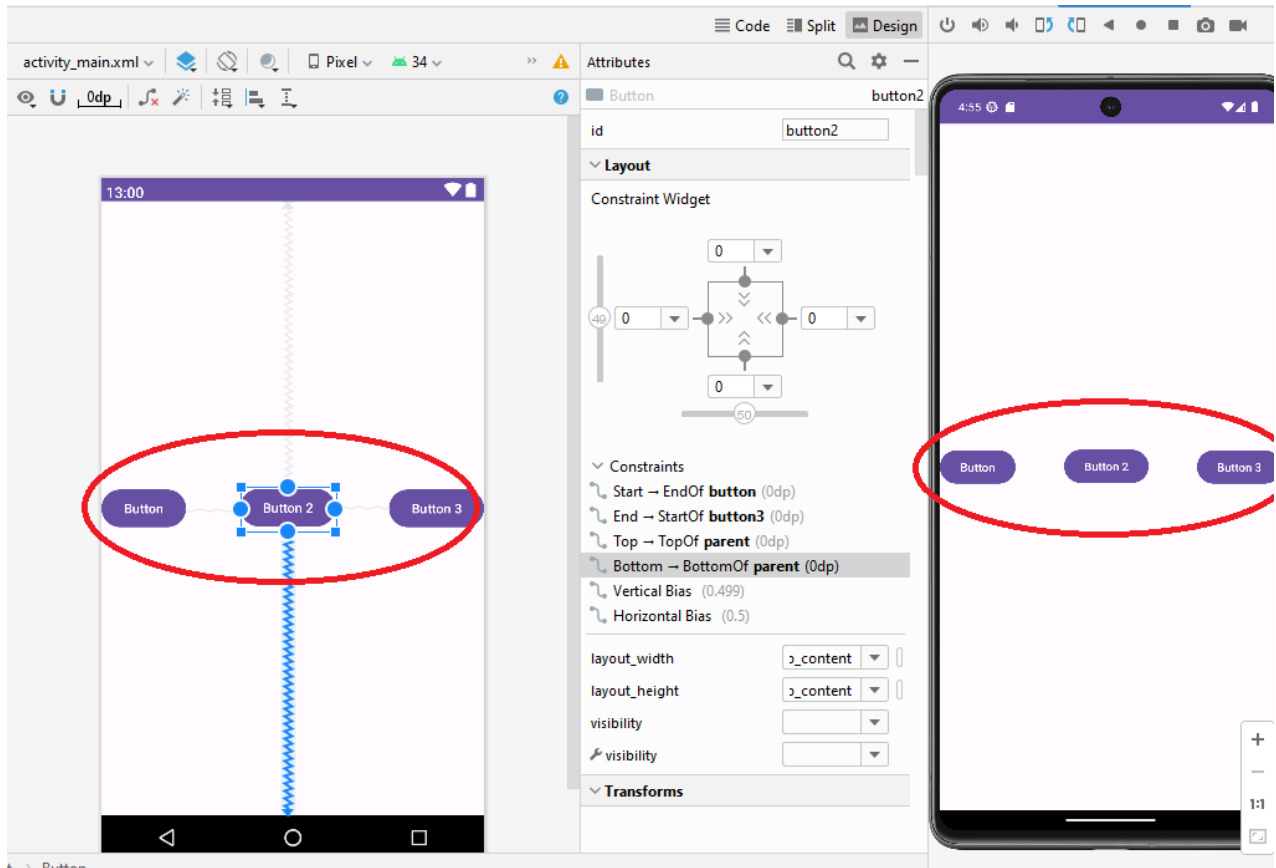 Code Split Design
activity_main.xml Pixel 34
Attributes
0dp
Button button2
id button2
Layout
Constraint Widget
0
49 0 0
0
50
Constraints
Start → EndOf button (0dp)
End → StartOf button3 (0dp)
Top → TopOf parent (0dp)
Bottom → BottomOf parent (0dp)
Vertical Bias (0.499)
Horizontal Bias (0.5)
layout_width _content
layout_height _content
visibility
visibility
Transforms
13:00
Button Button 2 Button 3
4:55
Button Button 2 Button 3
1:1